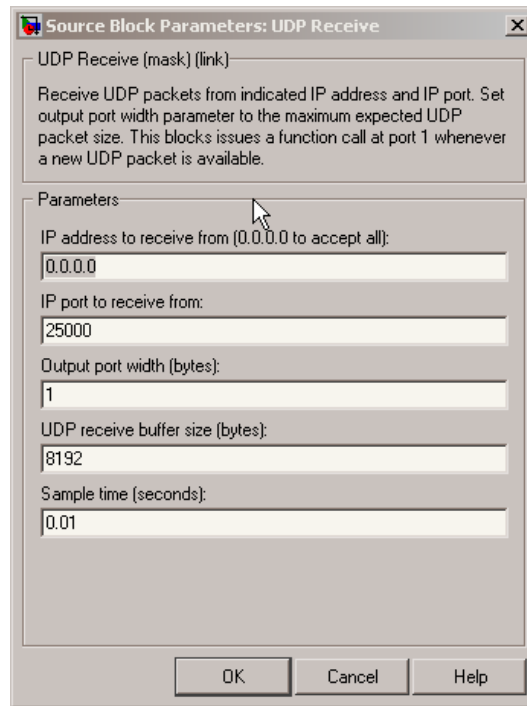 Source Block Parameters: UDP Receive
UDP Receive (mask) (link)
Receive UDP packets from indicated IP address and IP port. Set
output port width parameter to the maximum expected UDP
packet size. This blocks issues a function call at port 1 whenever
a new UDP packet is available.
Parameters
IP address to receive from (0.0.0.0 to accept all):
0.0.0.0
IP port to receive from:
25000
Output port width (bytes):
1
UDP receive buffer size (bytes):
8192
Sample time (seconds):
0.01
OK Cancel Help